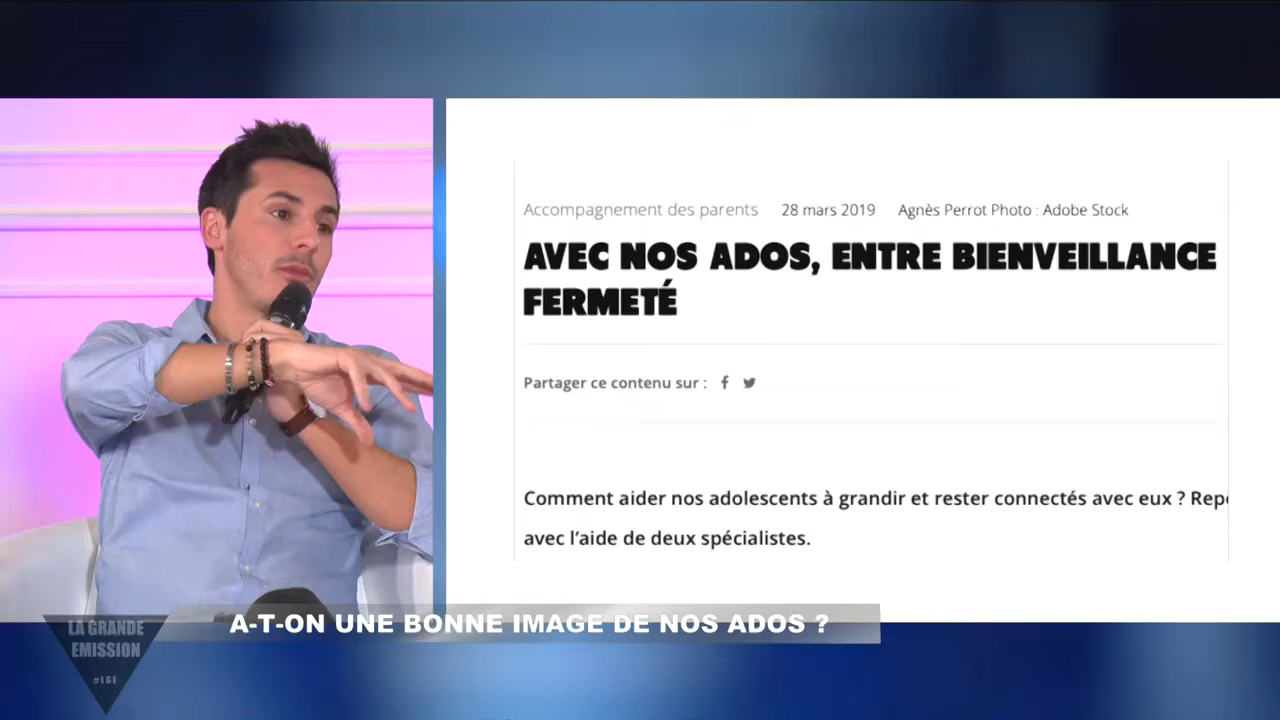 Accompagnement des parents 28 mars 2019 Agnès Perrot Photo : Adobe Stock
AVEC NOS ADOS, ENTRE BIENVEILLANCE
FERMETÉ
Partager ce contenu sur :
Comment aider nos adolescents à grandir et rester connectés avec eux ? Rep
avec l'aide de deux spécialistes.
A-T-ON UNE BONNE IMAGE DE NOS ADOS ?
LA GRANDE
EMISSION
#LGE